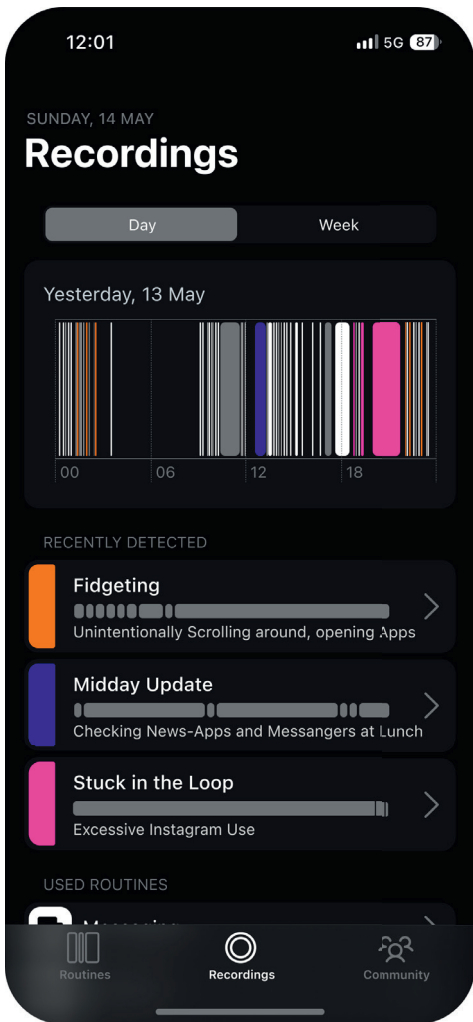 12:01
5G 87
SUNDAY, 14 MAY
Recordings
Day Week
Yesterday, 13 May
00 06 12 18
RECENTLY DETECTED
Fidgeting
Unintentionally Scrolling around, opening Apps
Midday Update
Checking News-Apps and Messangers at Lunch
Stuck in the Loop
Excessive Instagram Use
USED ROUTINES
Routines Recordings Community